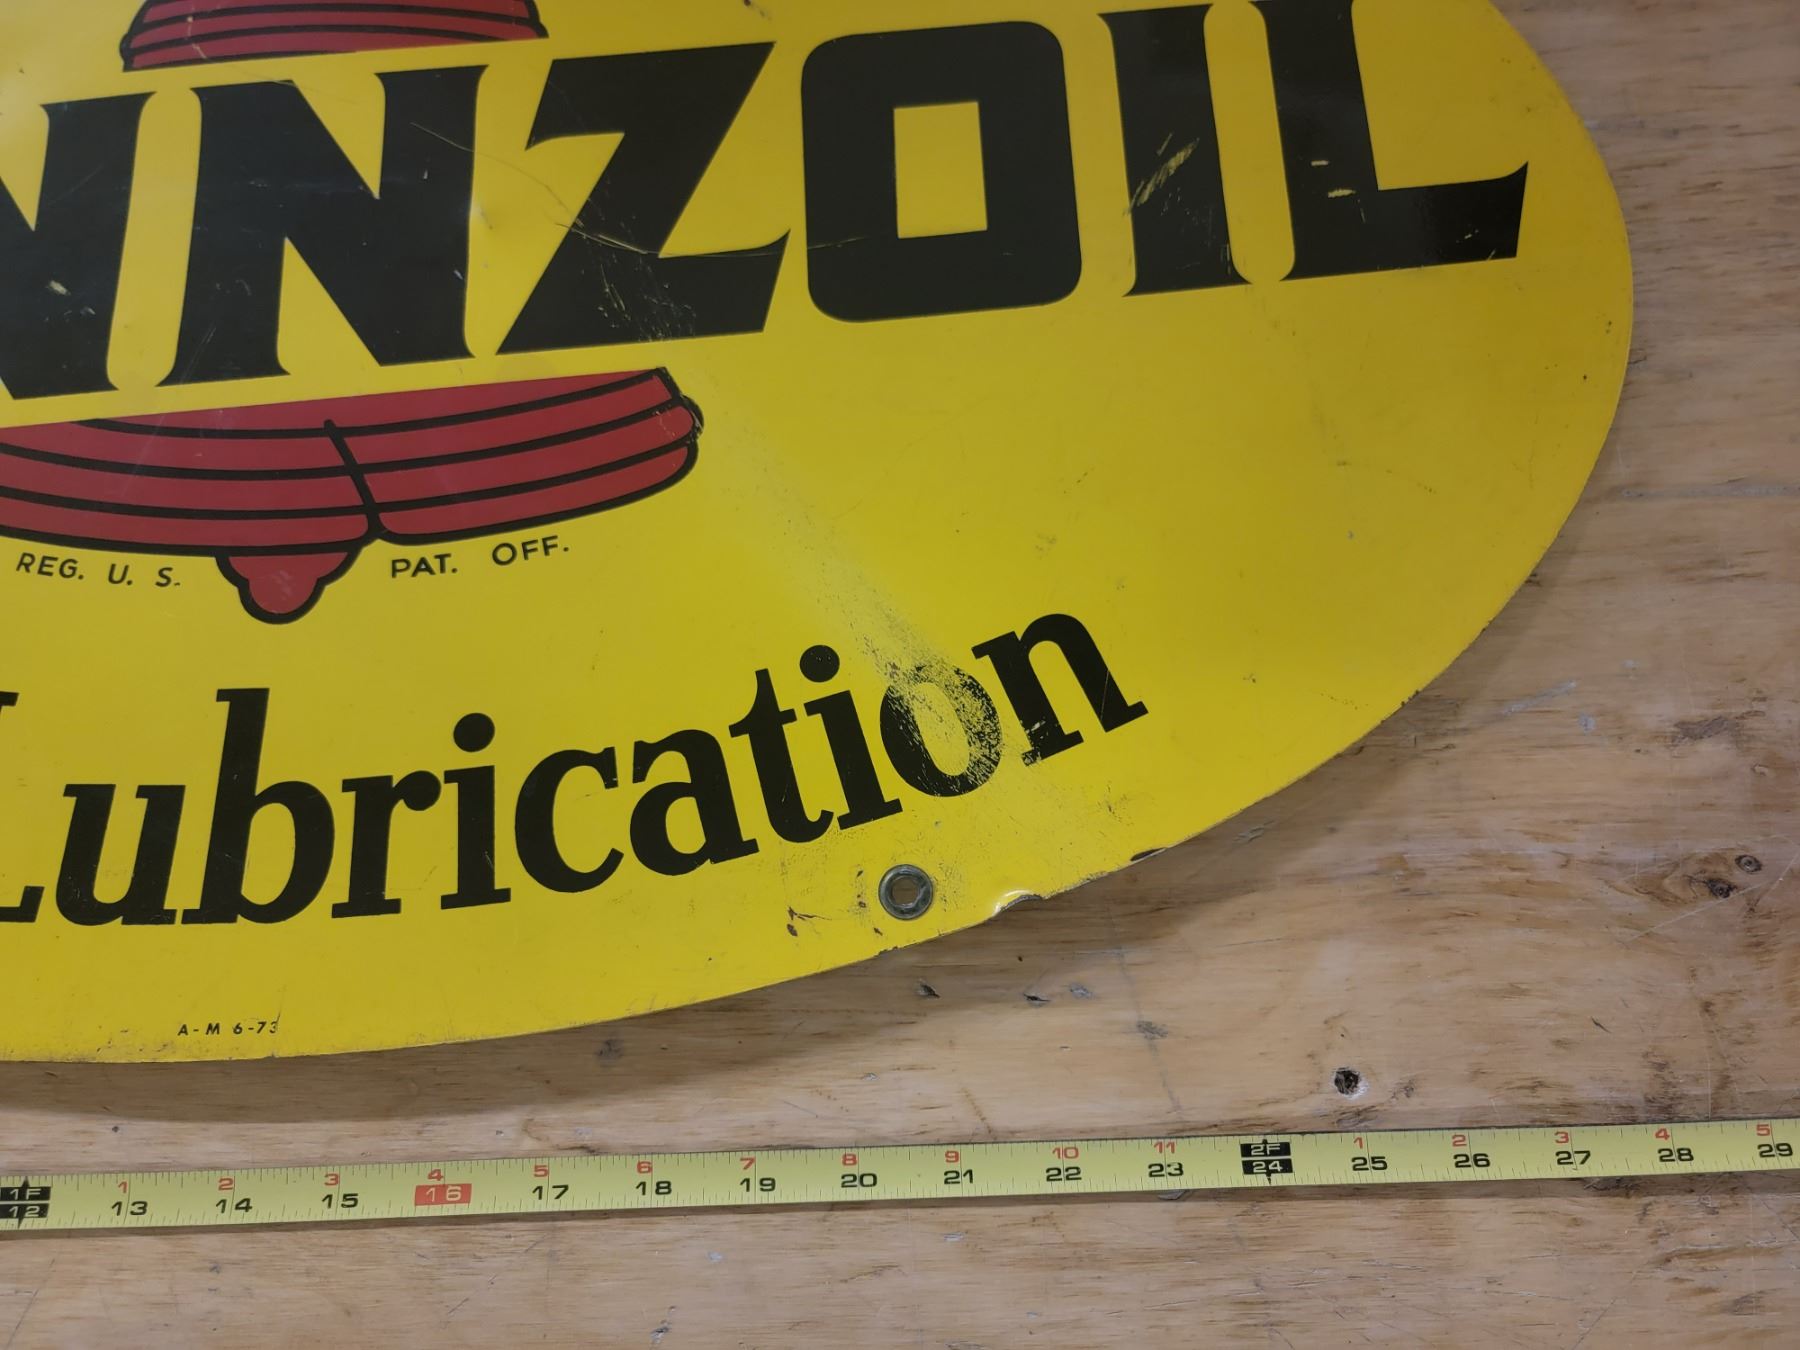 NNZOIL
REG. U. S. PAT. OFF.
Lubrication
A-M 6-73
1 2 3 4 5 6 7 8 9 10 11 2F 1 2 3 4 5
1F 12 13 14 15 16 17 18 19 20 21 22 23 24 25 26 27 28 29